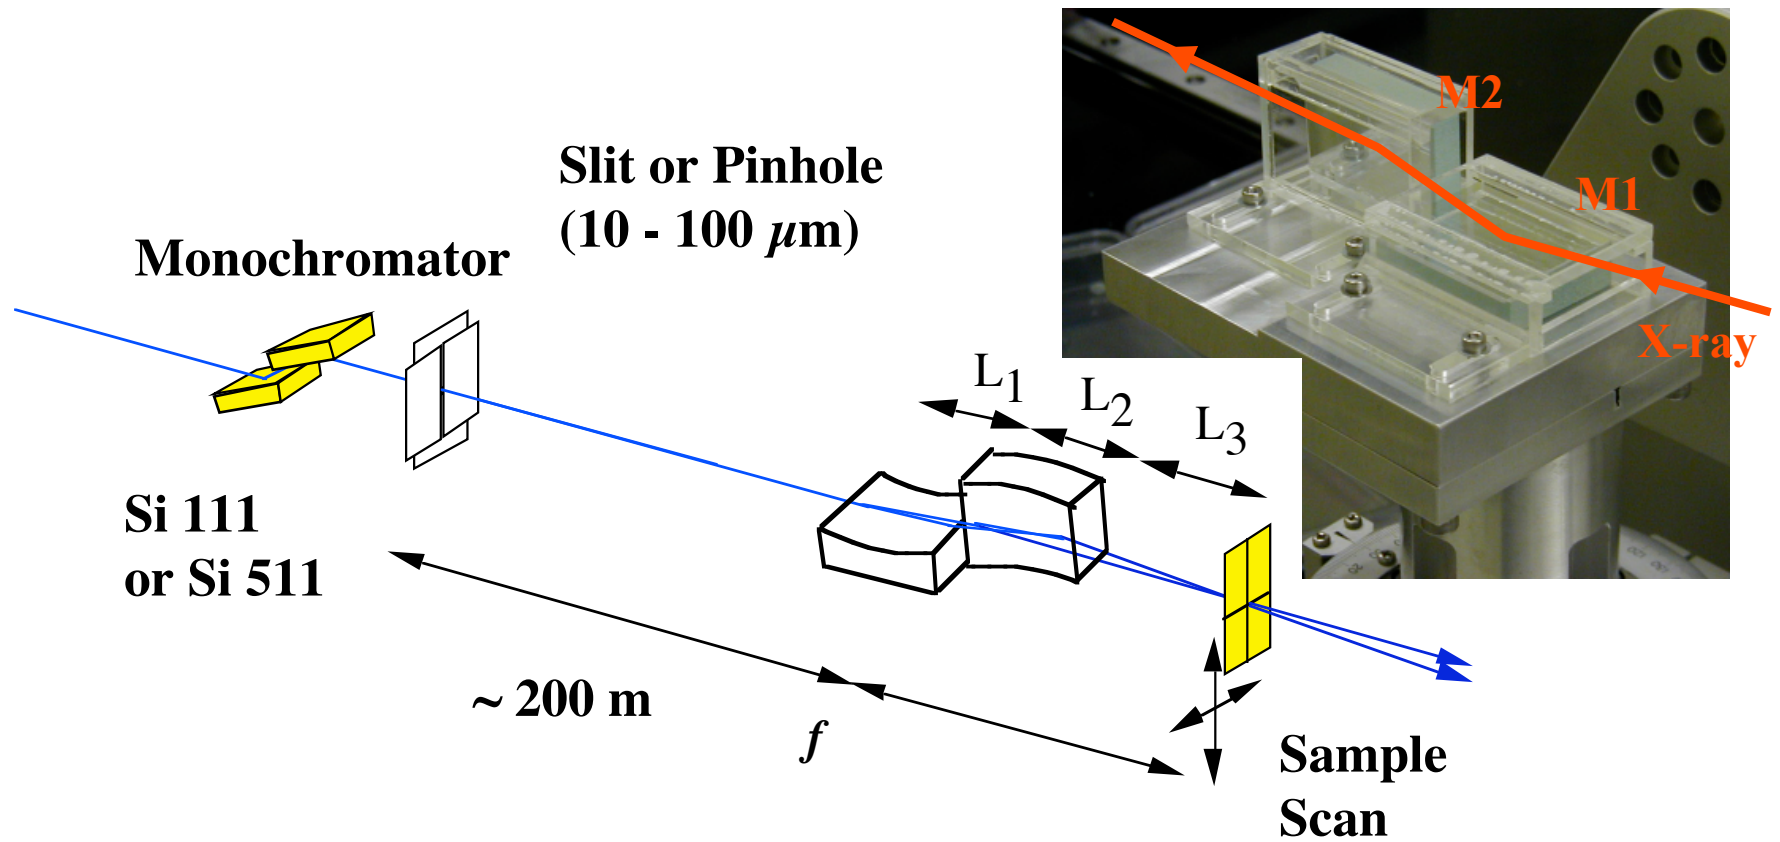 Slit or Pinhole
(10 - 100 µm)
Monochromator
Si 111
or Si 511
~ 200 m
f
L1
L2
L3
Sample
Scan
M2
M1
X-ray